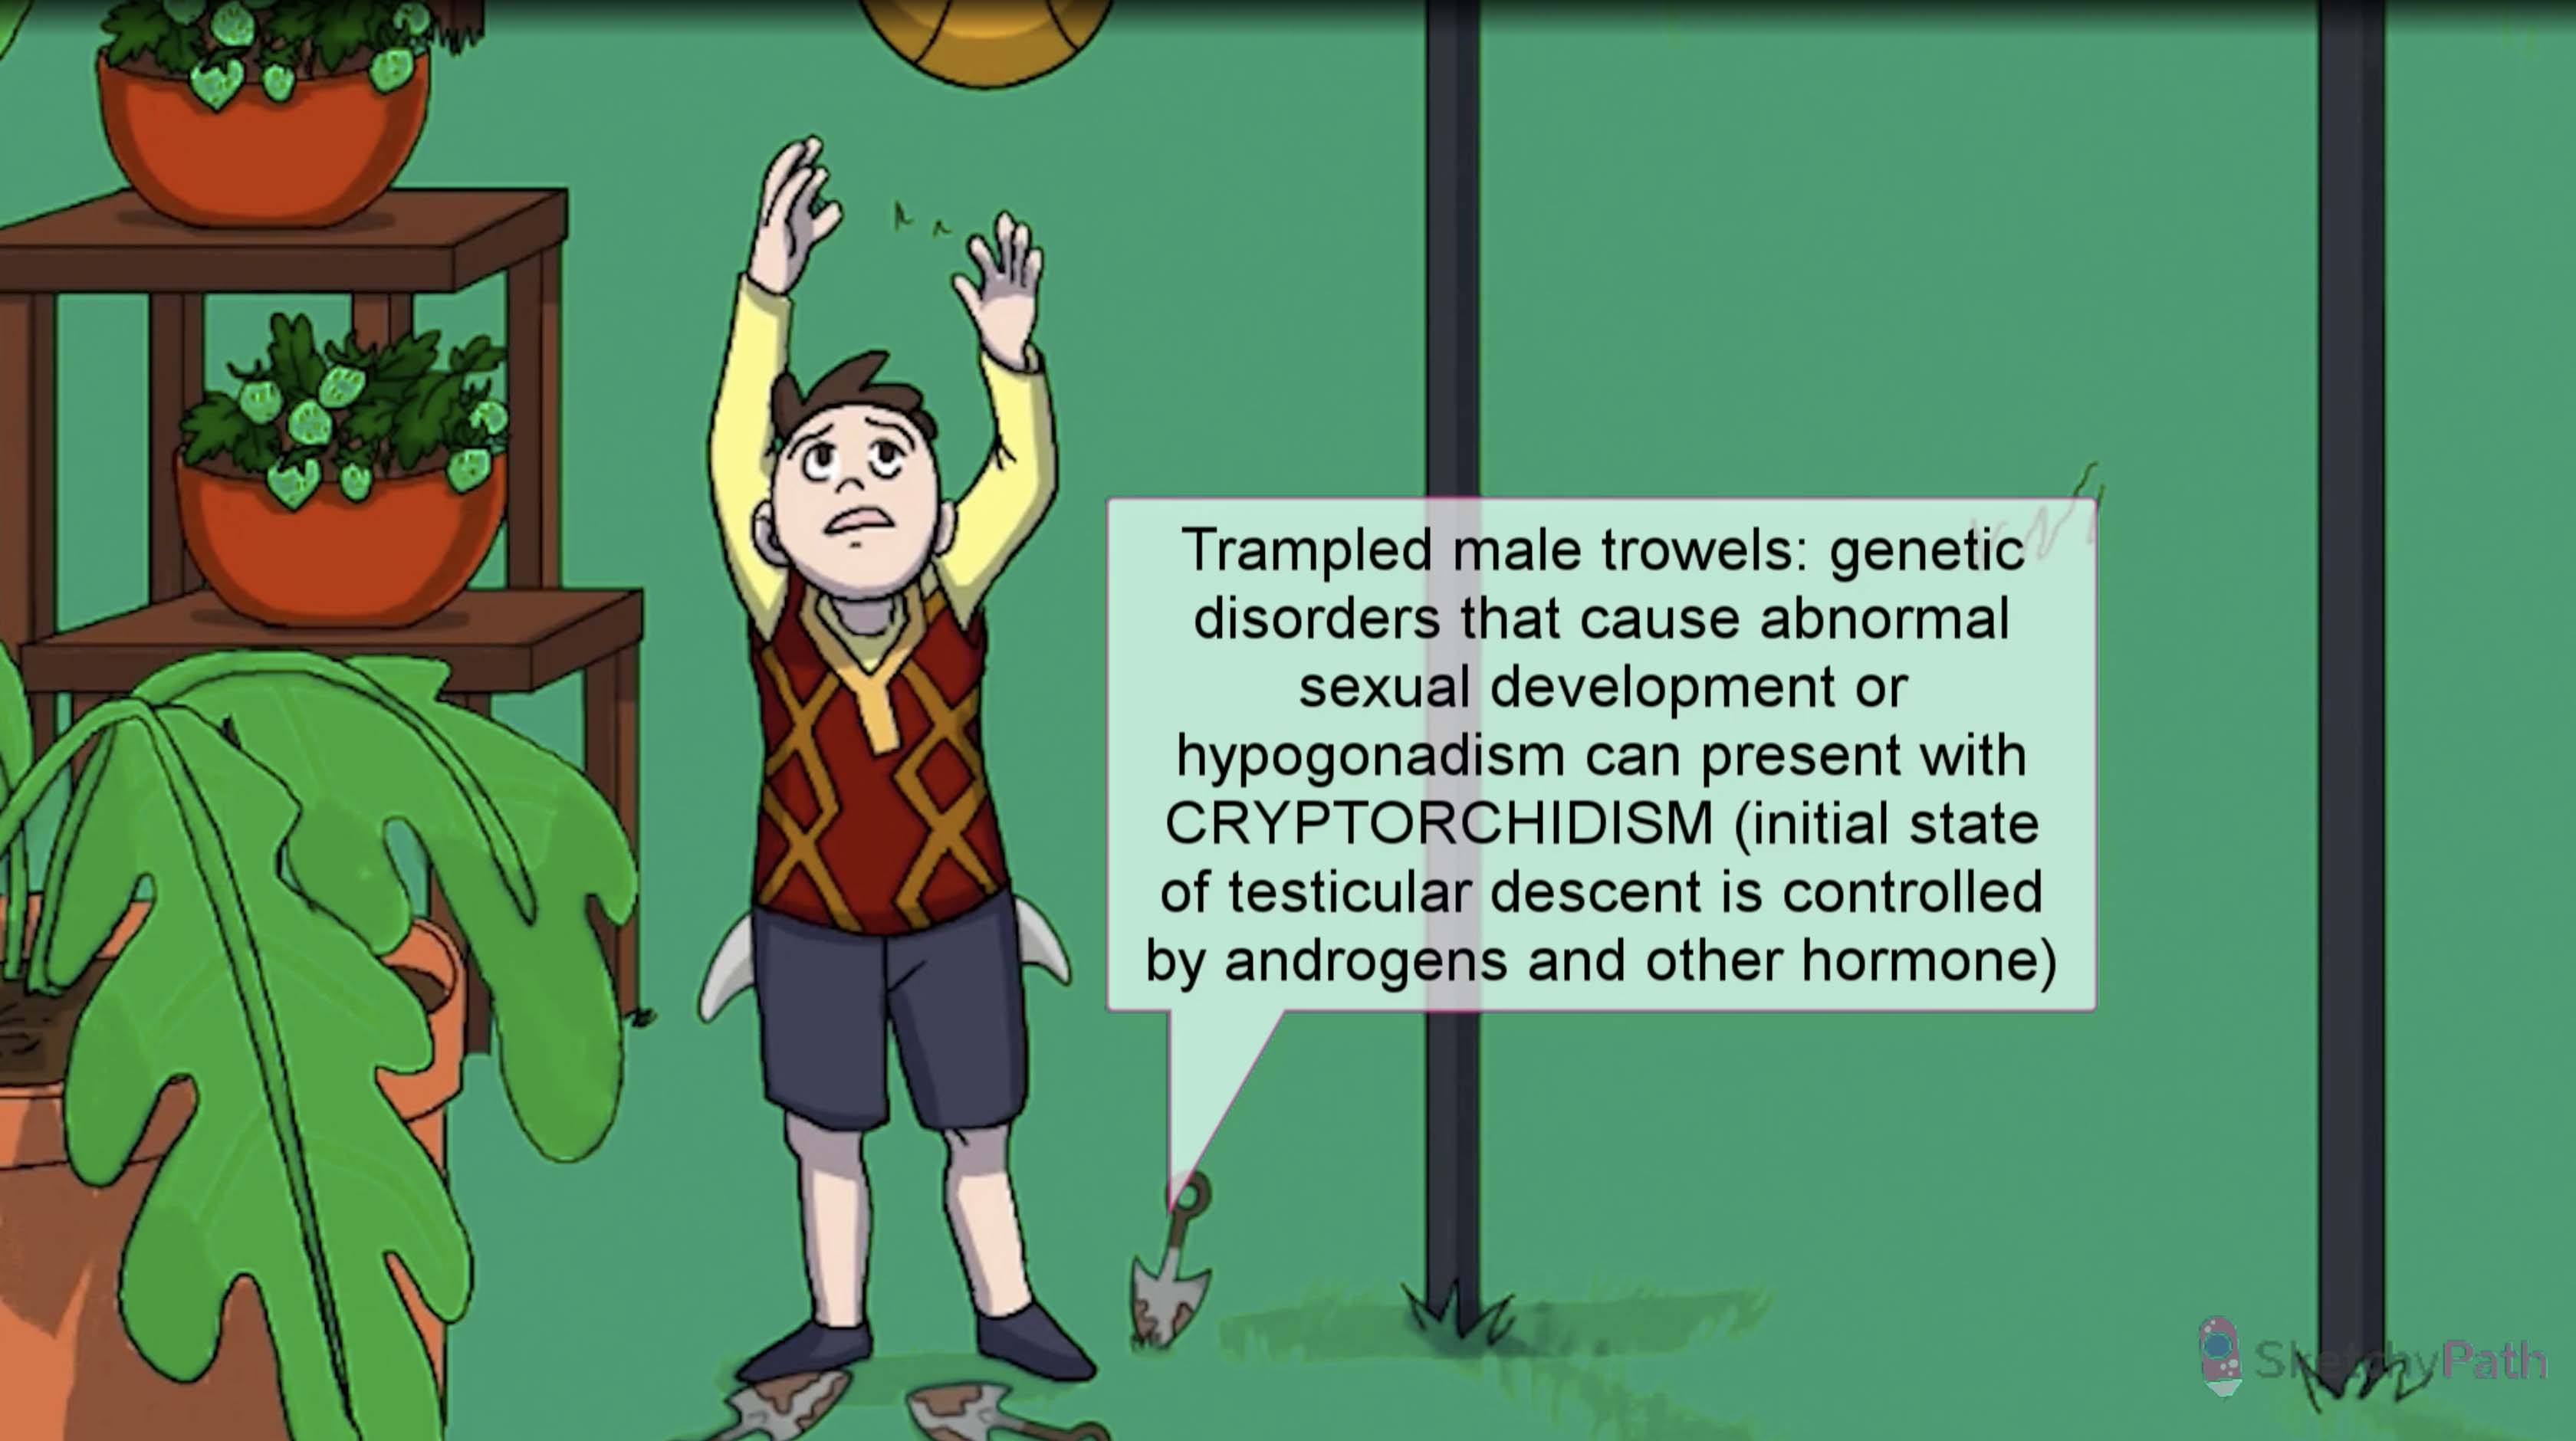 Trampled male trowels: genetic
disorders that cause abnormal
sexual development or
hypogonadism can present with
CRYPTORCHIDISM (initial state
of testicular descent is controlled
by androgens and other hormone)
SketchyPath